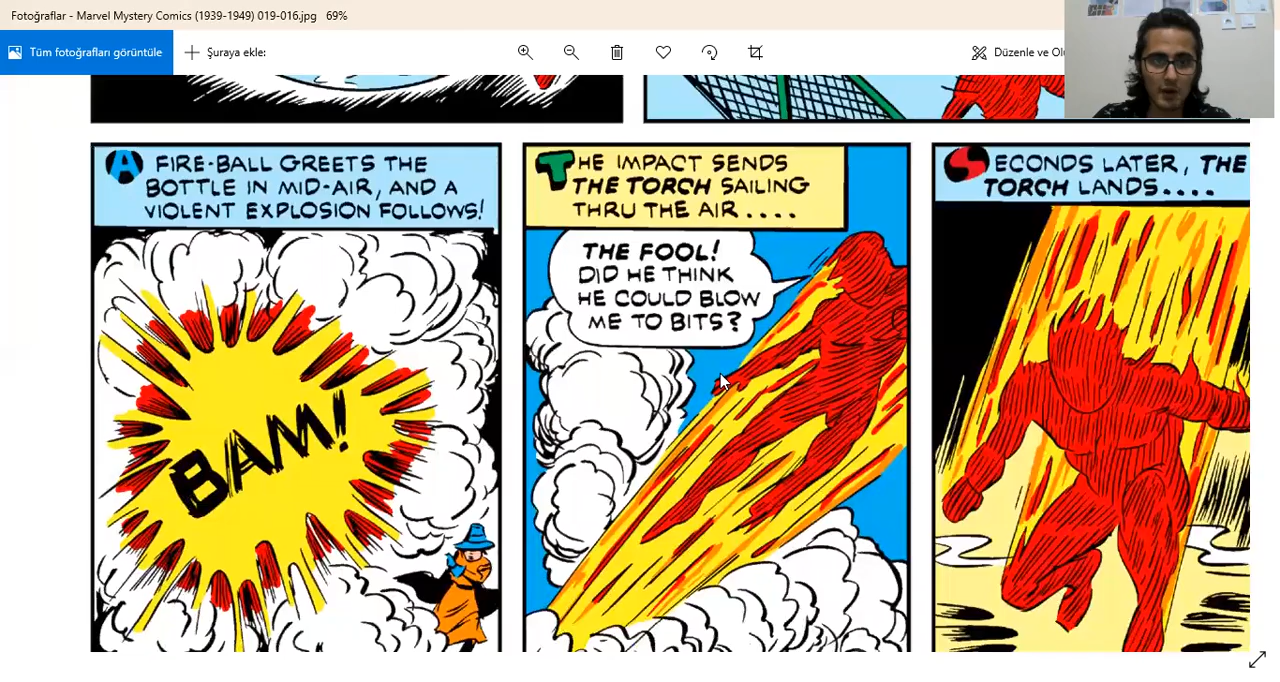 Fotoğraflar - Marvel Mystery Comics (1939-1949) 019-016.jpg 69%
Tüm fotoğrafları görüntüle
Şuraya ekle:
Düzenle ve Olu
A FIRE-BALL GREETS THE
BOTTLE IN MID-AIR, AND A
VIOLENT EXPLOSION FOLLOWS!
BAM!
THE IMPACT SENDS
THE TORCH SAILING
THRU THE AIR....
THE FOOL!
DID HE THINK
HE COULD BLOW
ME TO BITS?
SECONDS LATER, THE
TORCH LANDS....